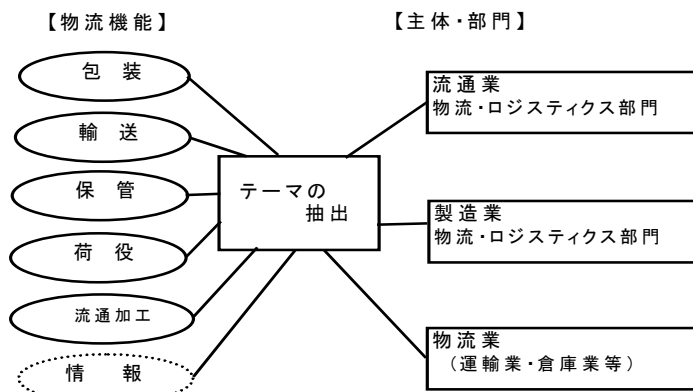 【物流機能】
【主体・部門】
包 装
輸 送
保 管
荷 役
流通加工
情 報
テーマの
抽出
流通業
物流・ロジスティクス部門
製造業
物流・ロジスティクス部門
物流業
（運輸業・倉庫業等）